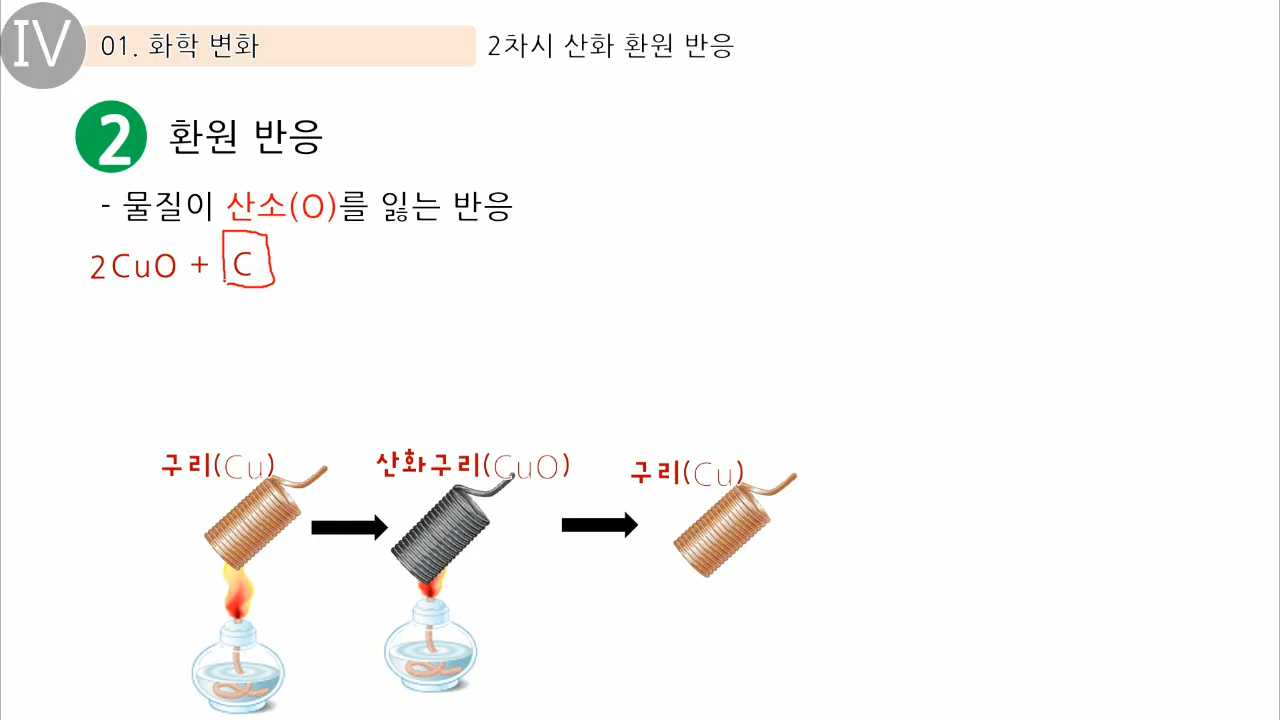 IV 01. 화학 변화 2차시 산화 환원 반응
2 환원 반응
- 물질이 산소(O)를 잃는 반응
2CuO + C
구리(Cu) 산화구리(CuO) 구리(Cu)